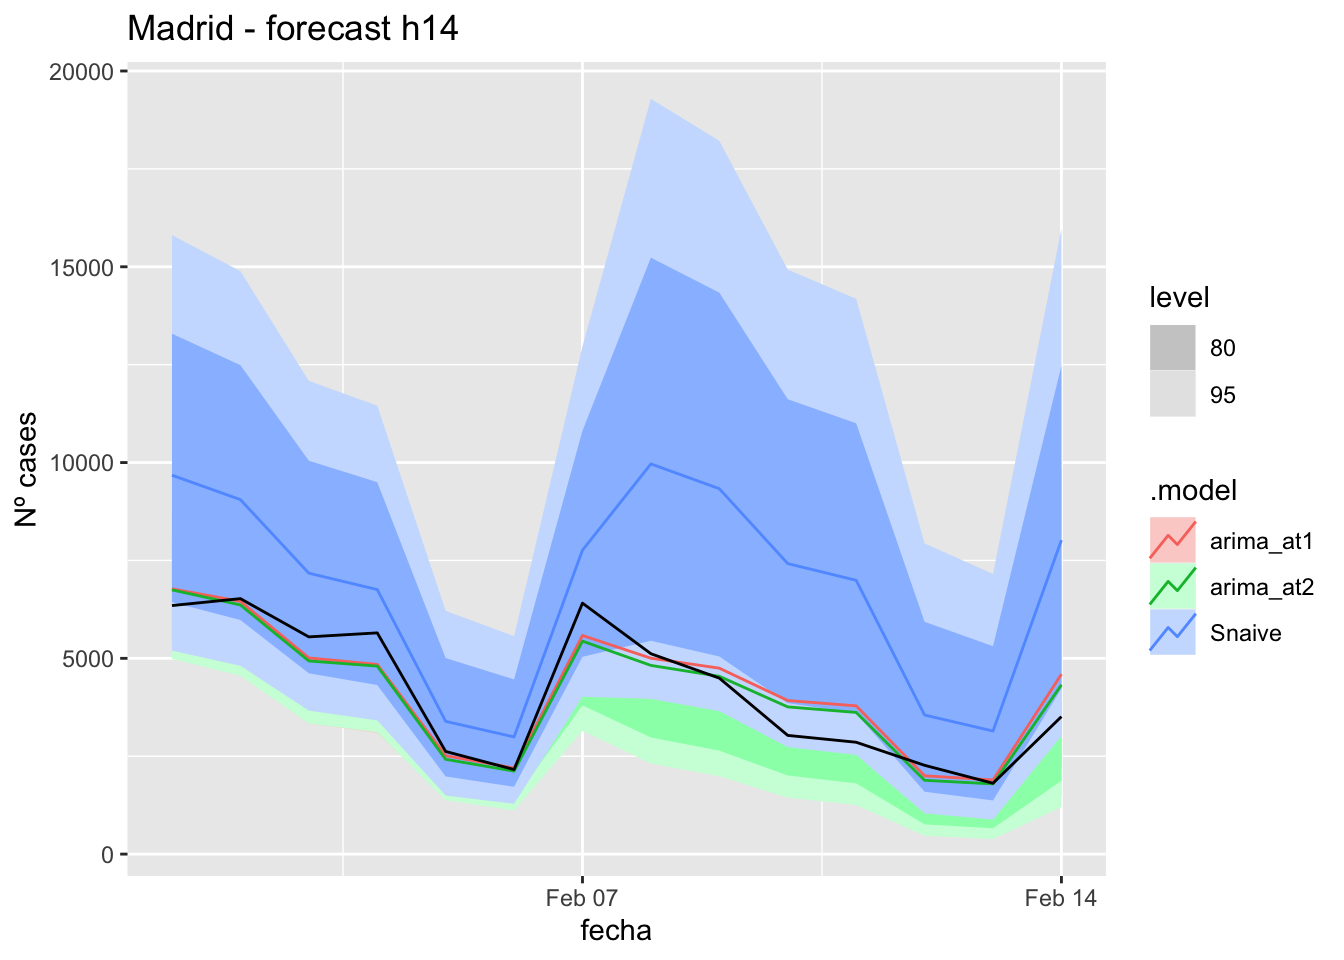 Madrid - forecast h14
20000
15000
10000
5000
0
Nº cases
Feb 07
Feb 14
fecha
level
80
95
.model
arima_at1
arima_at2
Snaive